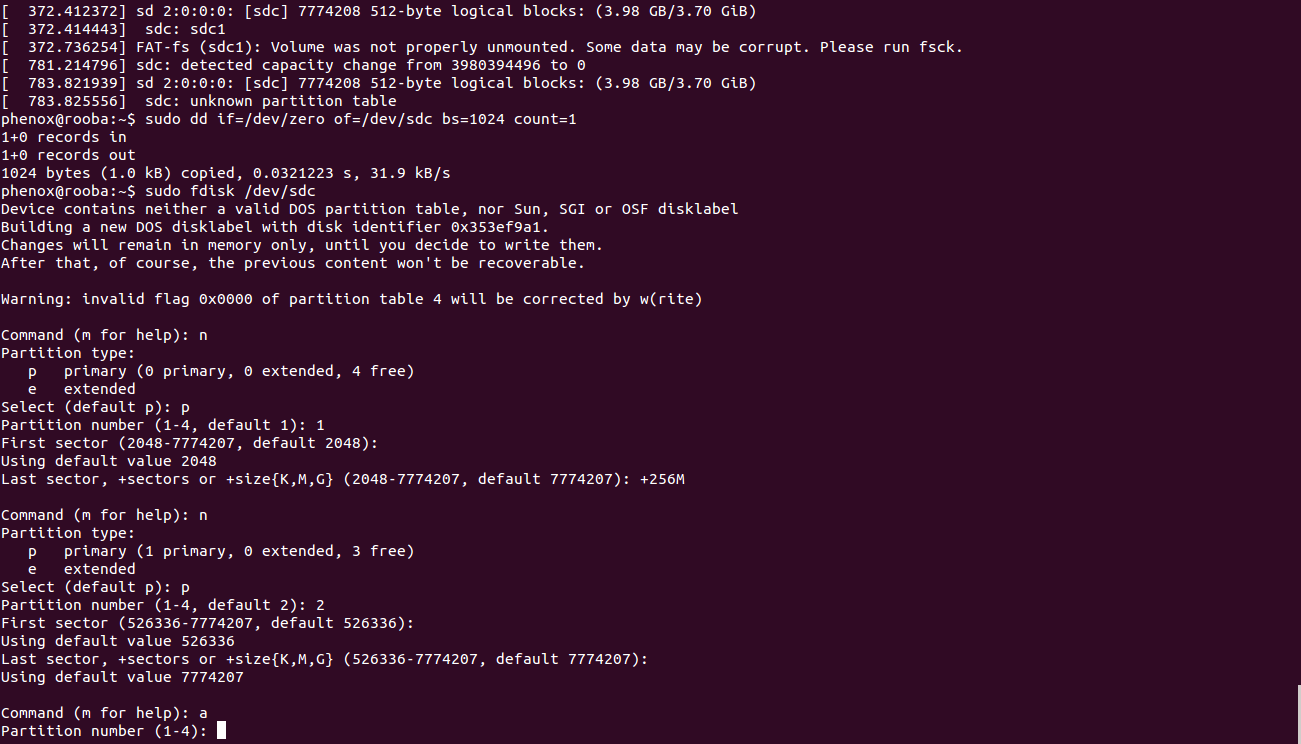 [  372.412372] sd 2:0:0:0: [sdc] 7774208 512-byte logical blocks: (3.98 GB/3.70 GiB)
[  372.414443]  sdc: sdc1
[  372.736254] FAT-fs (sdc1): Volume was not properly unmounted. Some data may be corrupt. Please run fsck.
[  781.214796] sdc: detected capacity change from 3980394496 to 0
[  783.821939] sd 2:0:0:0: [sdc] 7774208 512-byte logical blocks: (3.98 GB/3.70 GiB)
[  783.825556]  sdc: unknown partition table
phenox@rooba:~$ sudo dd if=/dev/zero of=/dev/sdc bs=1024 count=1
1+0 records in
1+0 records out
1024 bytes (1.0 kB) copied, 0.0321223 s, 31.9 kB/s
phenox@rooba:~$ sudo fdisk /dev/sdc
Device contains neither a valid DOS partition table, nor Sun, SGI or OSF disklabel
Building a new DOS disklabel with disk identifier 0x353ef9a1.
Changes will remain in memory only, until you decide to write them.
After that, of course, the previous content won't be recoverable.

Warning: invalid flag 0x0000 of partition table 4 will be corrected by w(rite)

Command (m for help): n
Partition type:
   p   primary (0 primary, 0 extended, 4 free)
   e   extended
Select (default p): p
Partition number (1-4, default 1): 1
First sector (2048-7774207, default 2048):
Using default value 2048
Last sector, +sectors or +size{K,M,G} (2048-7774207, default 7774207): +256M

Command (m for help): n
Partition type:
   p   primary (1 primary, 0 extended, 3 free)
   e   extended
Select (default p): p
Partition number (1-4, default 2): 2
First sector (526336-7774207, default 526336):
Using default value 526336
Last sector, +sectors or +size{K,M,G} (526336-7774207, default 7774207):
Using default value 7774207

Command (m for help): a
Partition number (1-4):